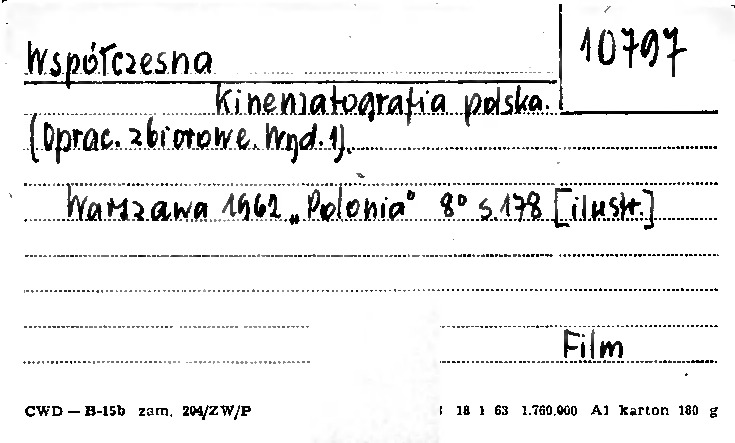 10797
Współczesna
kinematografia polska.
(Oprac. zbiorowe. Wyd. 1).
Warszawa 1962 „Polonia" 8° s. 178 [ilustr.]
Film
CWD — B-15b zam. 204/ZW/P 18 1 63 1.760.000 A1 karton 180 g